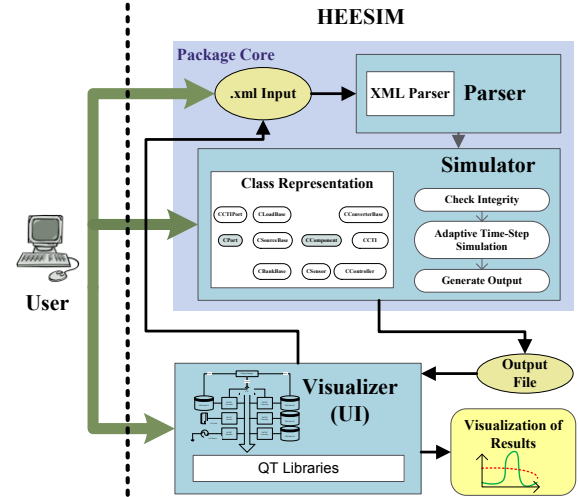 HEESIM
Package Core
.xml Input
XML Parser
Parser
Simulator
Class Representation
CCTIPort
CLoadBase
CConverterBase
CPort
CSourceBase
CComponent
CCTI
CBankBase
CSensor
CController
Check Integrity
Adaptive Time-Step
Simulation
Generate Output
User
Output
File
Visualizer
(UI)
QT Libraries
Visualization of
Results